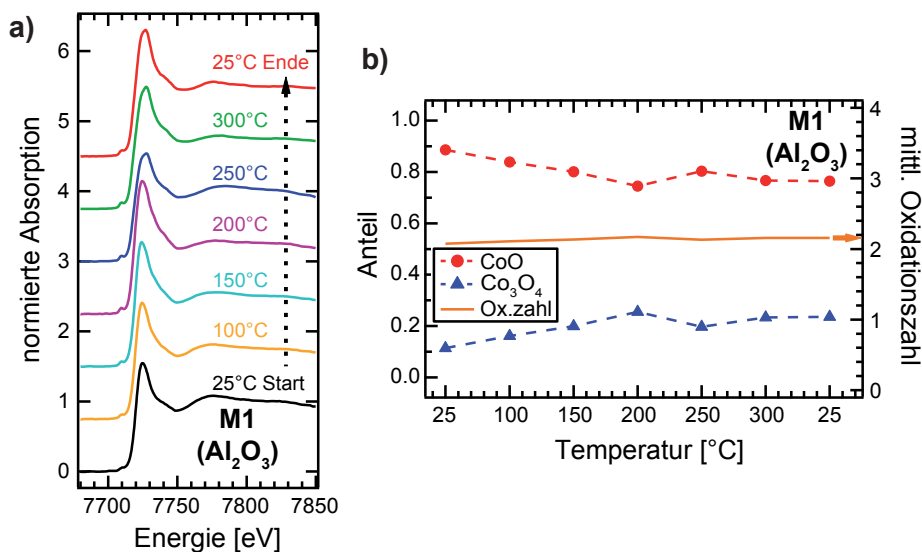 a)
normierte Absorption
6
5
4
3
2
1
0
25°C Ende
300°C
250°C
200°C
150°C
100°C
25°C Start
M1
(Al₂O₃)
7700 7750 7800 7850
Energie [eV]
b)
Anteil
1.0
0.8
0.6
0.4
0.2
0.0
M1
(Al₂O₃)
CoO
Co₃O₄
Ox.zahl
4
3
2
1
0
mittl. Oxidationszahl
25 100 150 200 250 300 25
Temperatur [°C]